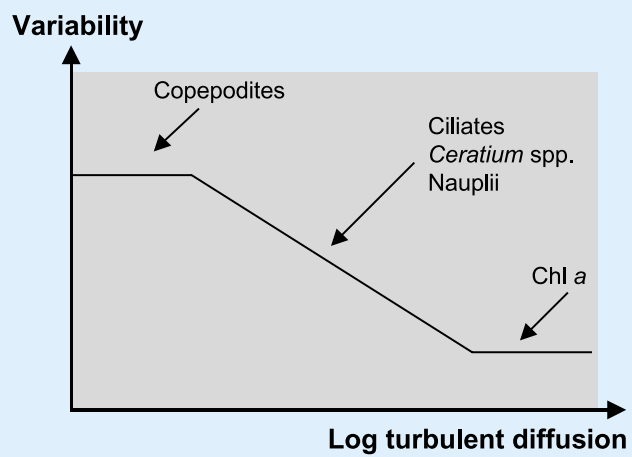 Variability
Copepodites
Ciliates
Ceratium spp.
Nauplii
Chl a
Log turbulent diffusion